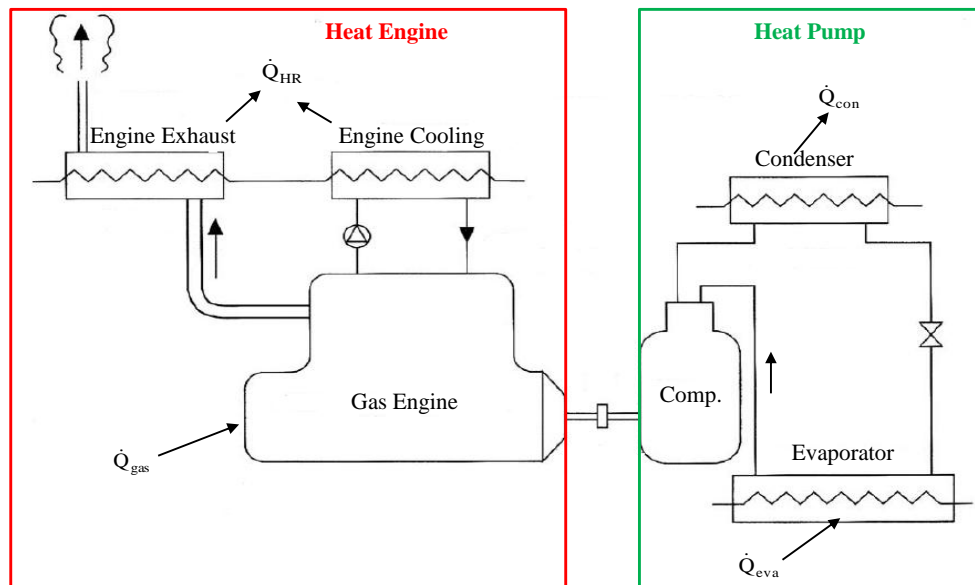 Heat Engine
Heat Pump
Q̇HR
Q̇con
Engine Exhaust
Engine Cooling
Condenser
Gas Engine
Comp.
Q̇gas
Evaporator
Q̇eva